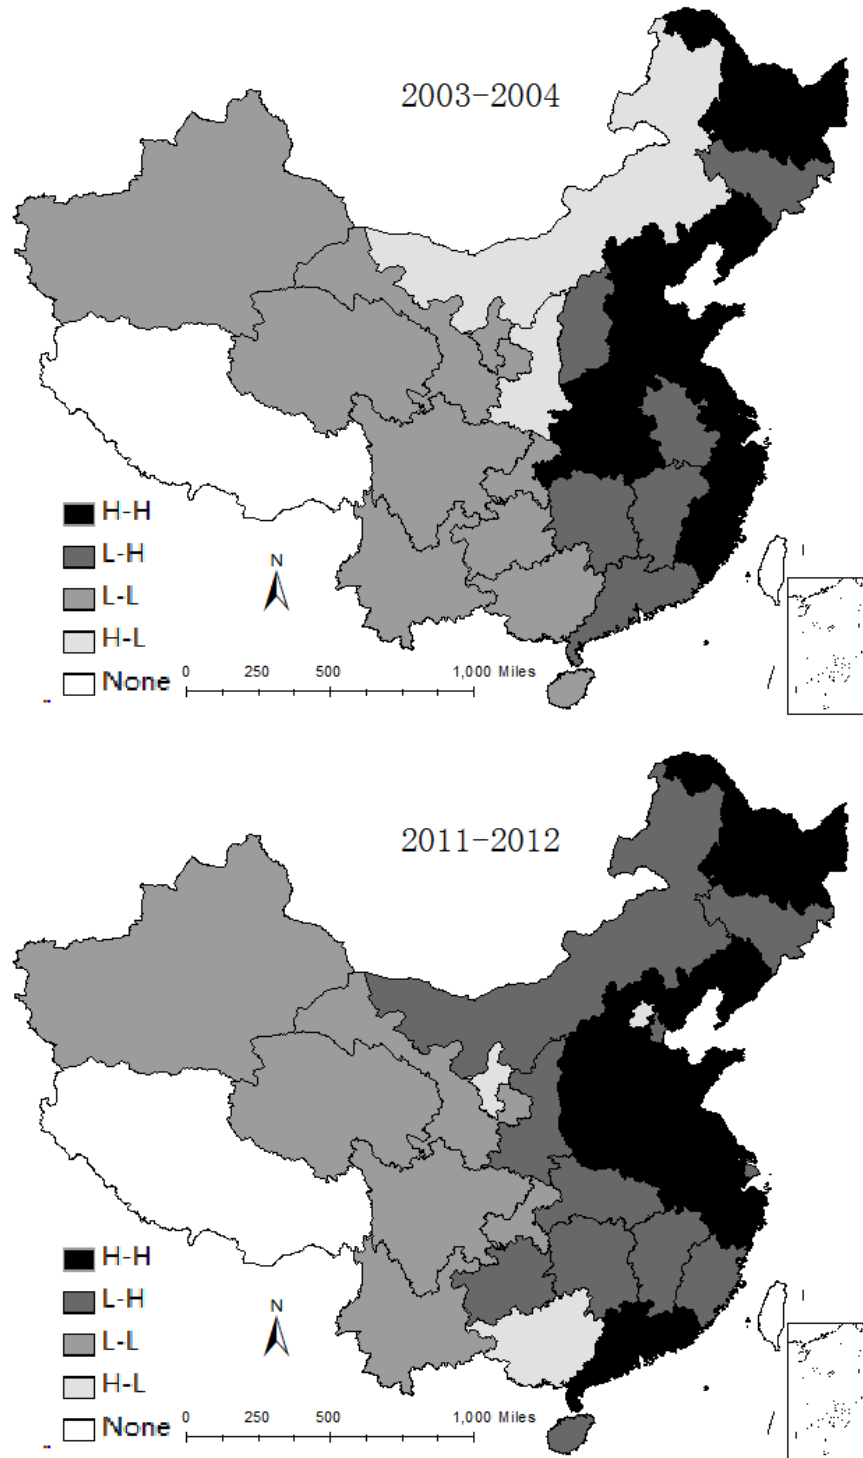 2003-2004
H-H
L-H
L-L
H-L
None
N
0 250 500 1,000 Miles
2011-2012
H-H
L-H
L-L
H-L
None
N
0 250 500 1,000 Miles